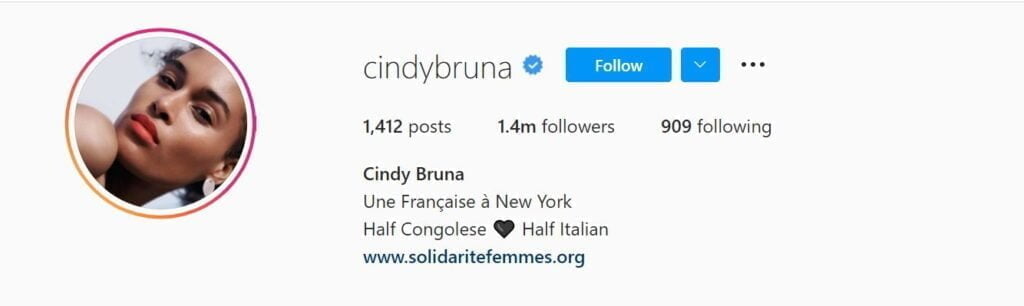 cindybruna Follow
1,412 posts 1.4m followers 909 following
Cindy Bruna
Une Française à New York
Half Congolese 🖤 Half Italian
www.solidaritefemmes.org